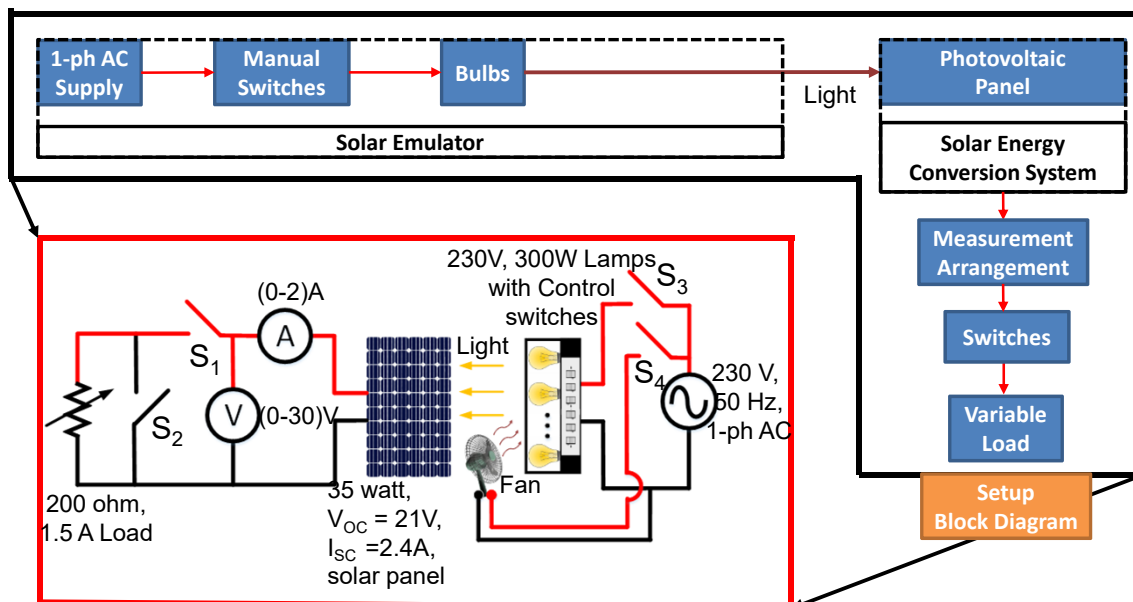 1-ph AC
Supply
Manual
Switches
Bulbs
Light
Photovoltaic
Panel
Solar Emulator
Solar Energy
Conversion System
Measurement
Arrangement
Switches
Variable
Load
Setup
Block Diagram
230V, 300W Lamps
with Control
switches
S3
(0-2)A
A
S1
Light
S4
230 V,
50 Hz,
1-ph AC
V
(0-30)V
S2
Fan
200 ohm,
1.5 A Load
35 watt,
VOC = 21V,
ISC =2.4A,
solar panel